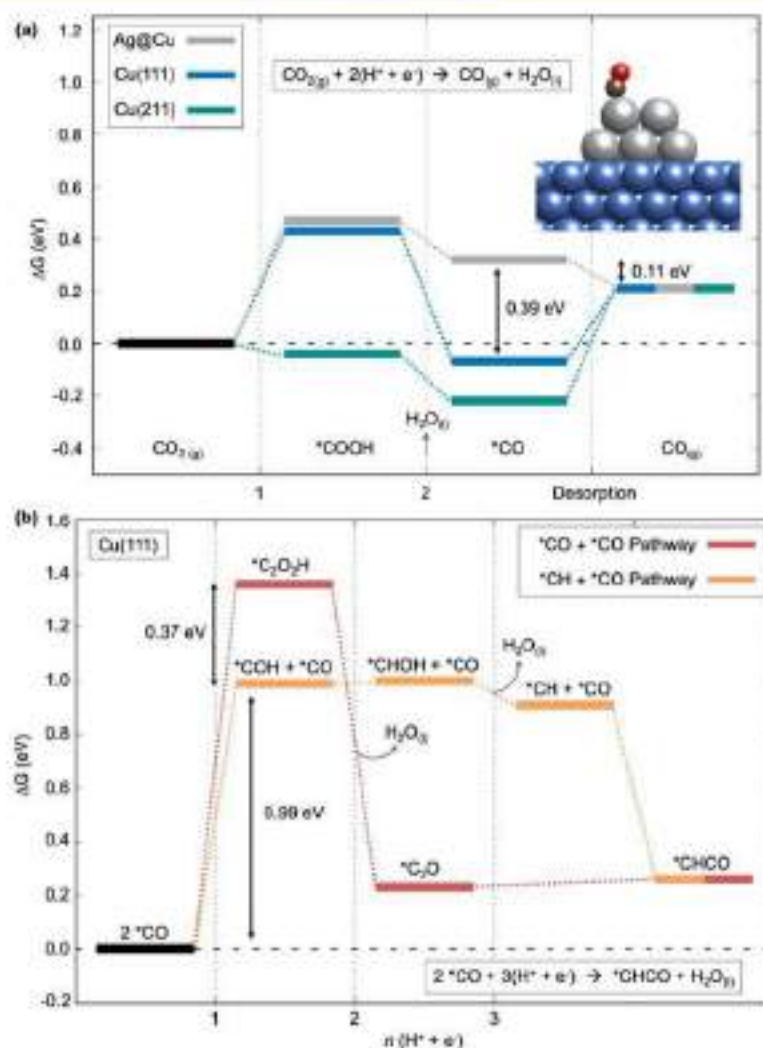 (a)
Ag@Cu
Cu(111)
Cu(211)
CO₂(g) + 2(H⁺ + e⁻) → CO(g) + H₂O(l)
1.2
1.0
0.8
0.6
0.4
0.2
0.0
-0.2
-0.4
ΔG (eV)
0.39 eV
0.11 eV
CO₂ (g)
*COOH
H₂O(l)
*CO
CO(g)
1
2
Desorption
(b)
Cu(111)
*CO + *CO Pathway
*CH + *CO Pathway
1.6
1.4
1.2
1.0
0.8
0.6
0.4
0.2
0.0
-0.2
ΔG (eV)
*C₂O₂H
0.37 eV
*COH + *CO
*CHOH + *CO
H₂O(l)
*CH + *CO
H₂O(l)
0.99 eV
*C₂O
*CHCO
2 *CO
2 *CO + 3(H⁺ + e⁻) → *CHCO + H₂O(l)
1
2
3
n (H⁺ + e⁻)